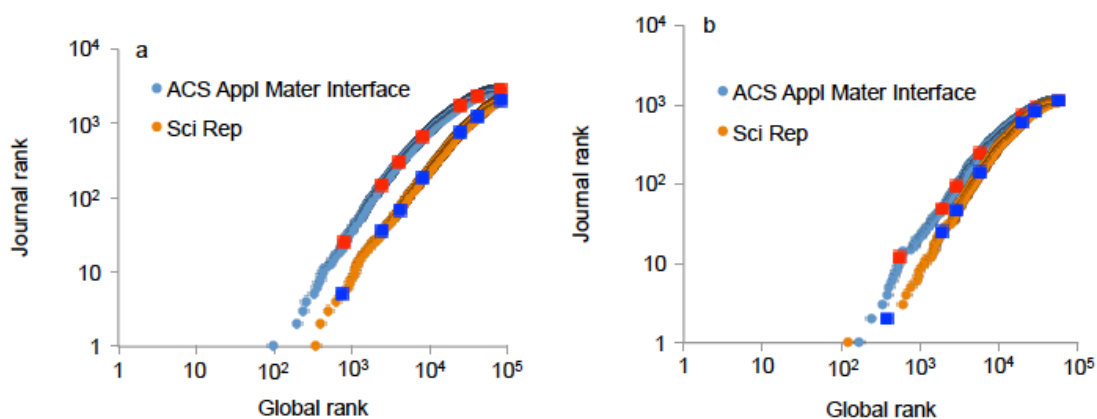 a
10⁴
10³
10²
10
1
Journal rank
ACS Appl Mater Interface
Sci Rep
1 10 10² 10³ 10⁴ 10⁵
Global rank
b
10⁴
10³
10²
10
1
Journal rank
ACS Appl Mater Interface
Sci Rep
1 10 10² 10³ 10⁴ 10⁵
Global rank